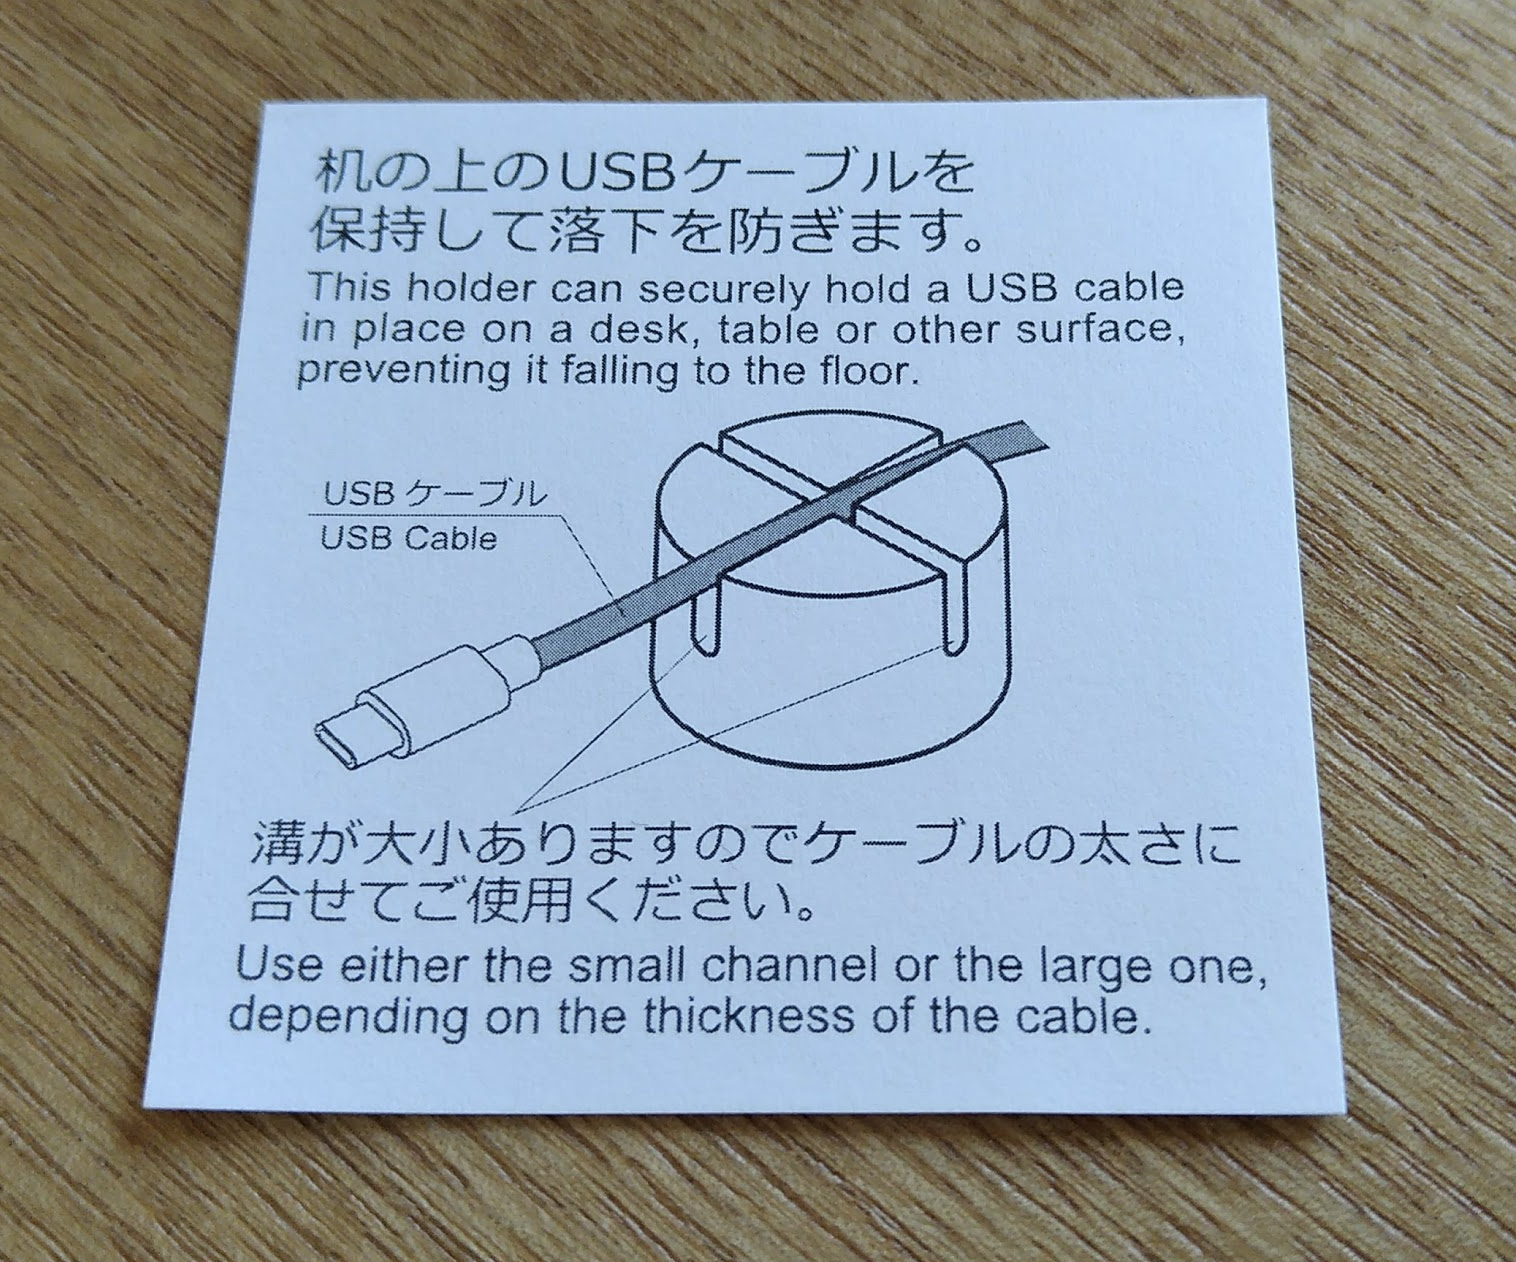 机の上のUSBケーブルを
保持して落下を防ぎます。
This holder can securely hold a USB cable
in place on a desk, table or other surface,
preventing it falling to the floor.
USB ケーブル
USB Cable
溝が大小ありますのでケーブルの太さに
合せてご使用ください。
Use either the small channel or the large one,
depending on the thickness of the cable.